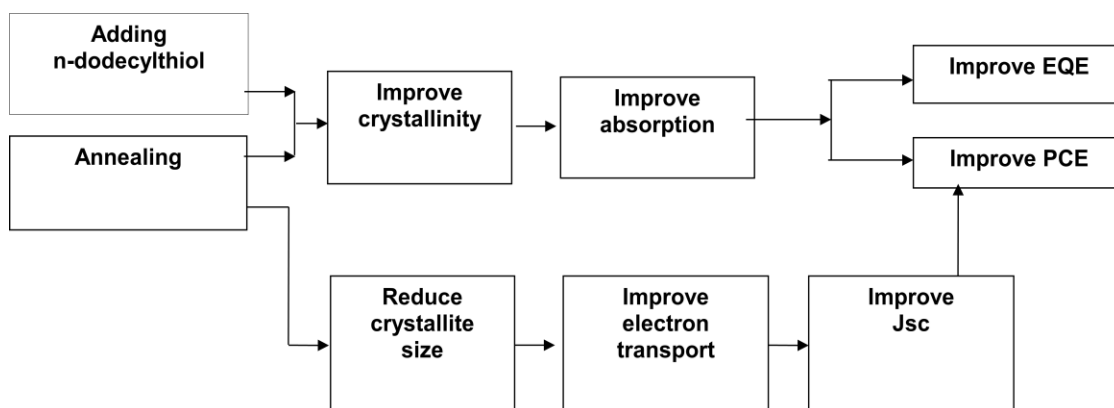 Adding
n-dodecylthiol
Annealing
Improve
crystallinity
Improve
absorption
Improve EQE
Improve PCE
Reduce
crystallite
size
Improve
electron
transport
Improve
Jsc